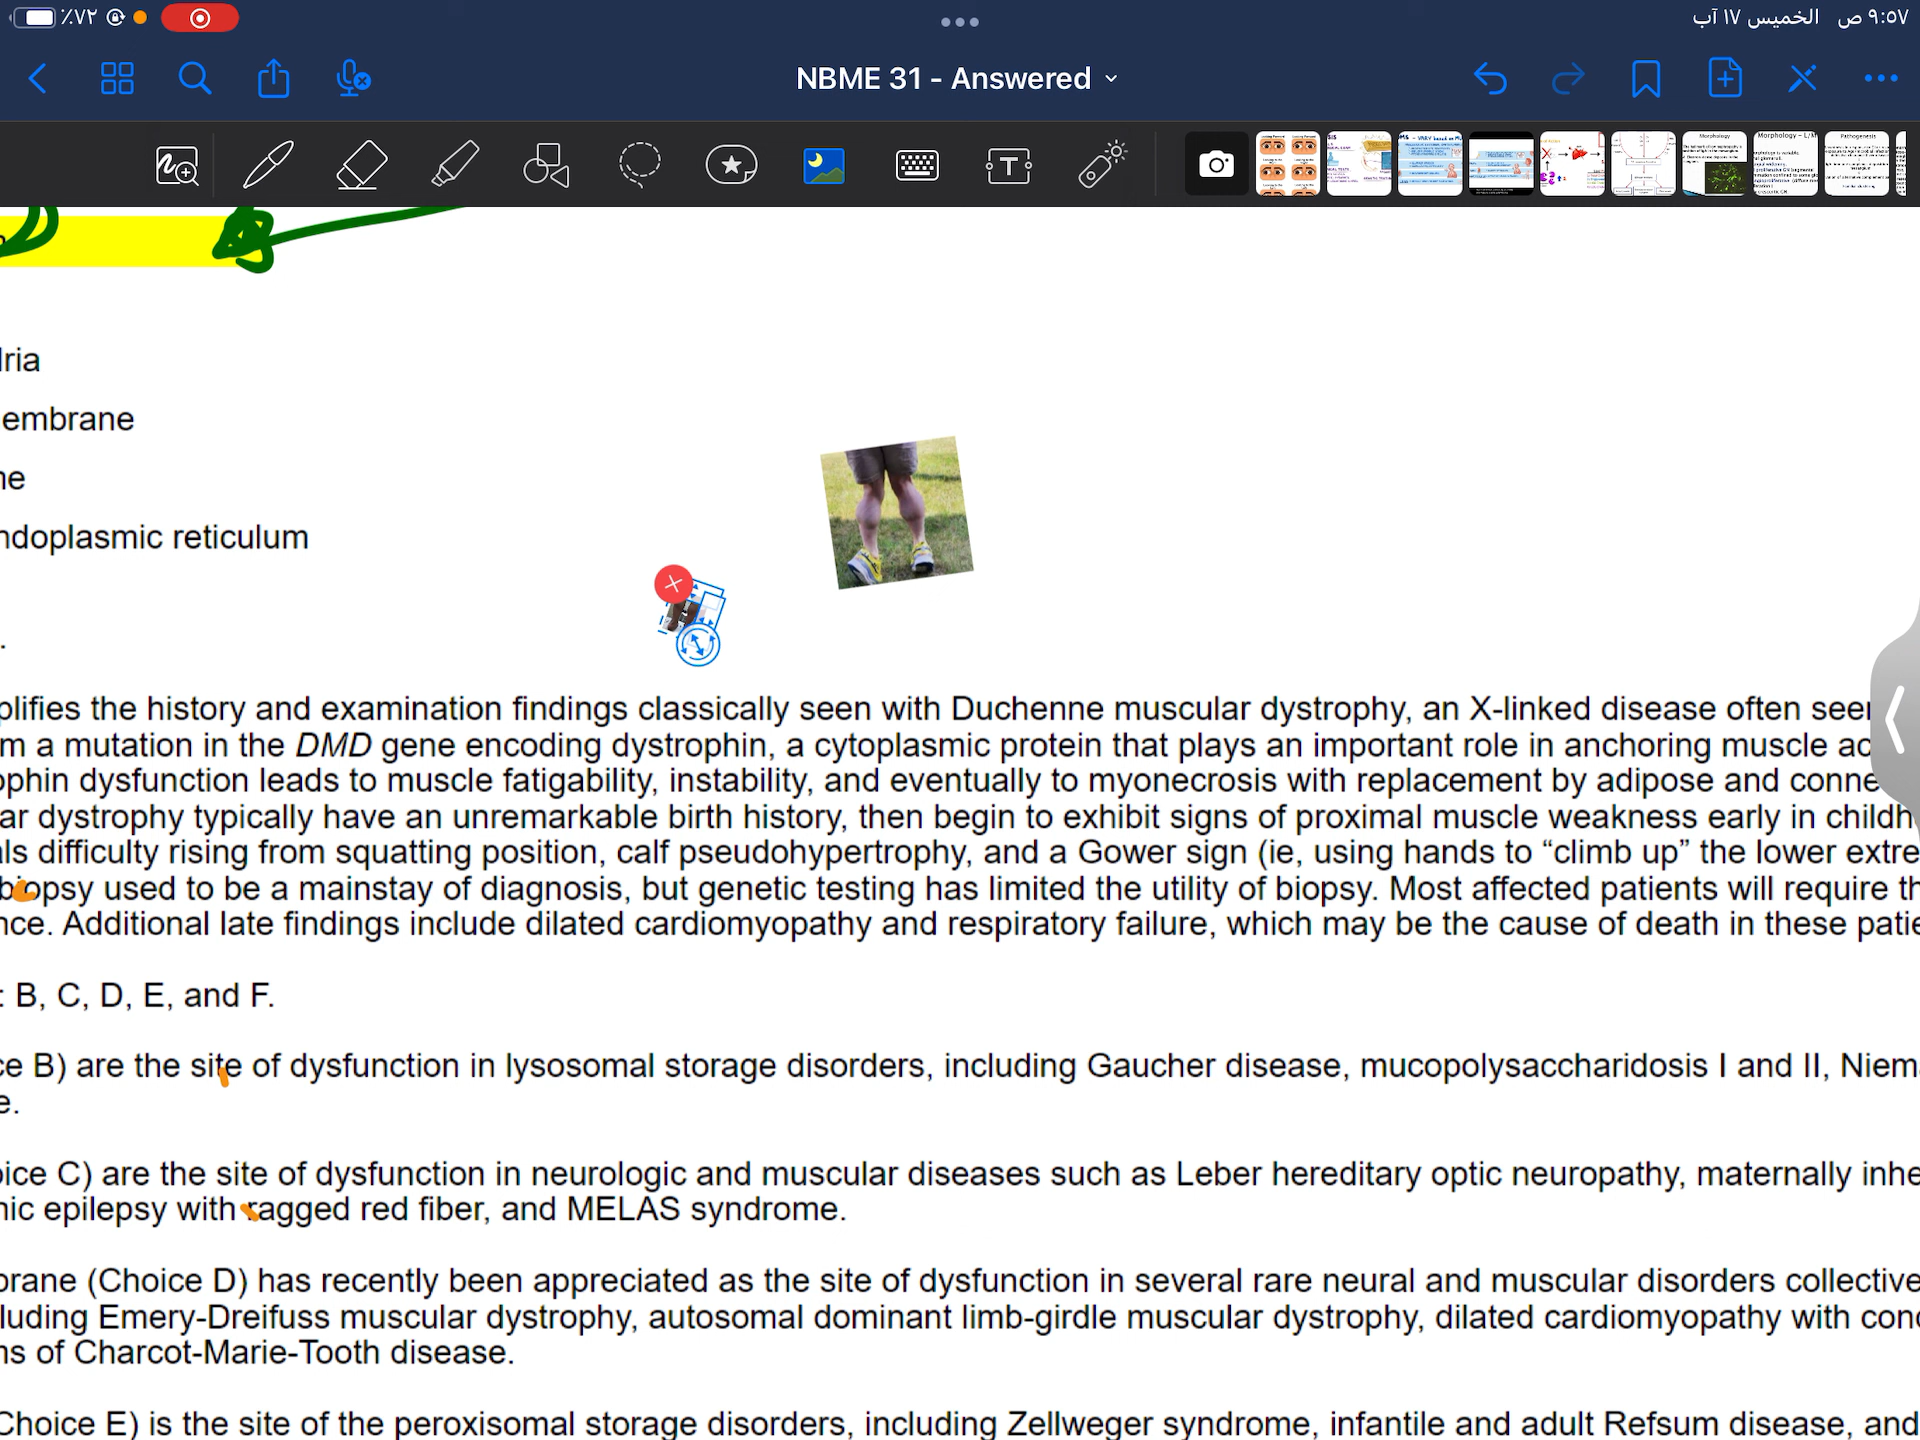 ٪٧٢
٩:٥٧ ص الخميس ١٧ آب
NBME 31 - Answered
T
Morphology
Morphology - L/M
Pathogenesis
dria
embrane
ne
ndoplasmic reticulum
.
plifies the history and examination findings classically seen with Duchenne muscular dystrophy, an X-linked disease often seen
m a mutation in the DMD gene encoding dystrophin, a cytoplasmic protein that plays an important role in anchoring muscle ac
ophin dysfunction leads to muscle fatigability, instability, and eventually to myonecrosis with replacement by adipose and conne
ar dystrophy typically have an unremarkable birth history, then begin to exhibit signs of proximal muscle weakness early in childh
als difficulty rising from squatting position, calf pseudohypertrophy, and a Gower sign (ie, using hands to “climb up” the lower extre
biopsy used to be a mainstay of diagnosis, but genetic testing has limited the utility of biopsy. Most affected patients will require th
nce. Additional late findings include dilated cardiomyopathy and respiratory failure, which may be the cause of death in these patie
: B, C, D, E, and F.
ce B) are the site of dysfunction in lysosomal storage disorders, including Gaucher disease, mucopolysaccharidosis I and II, Niema
e.
oice C) are the site of dysfunction in neurologic and muscular diseases such as Leber hereditary optic neuropathy, maternally inhe
nic epilepsy with ragged red fiber, and MELAS syndrome.
brane (Choice D) has recently been appreciated as the site of dysfunction in several rare neural and muscular disorders collective
luding Emery-Dreifuss muscular dystrophy, autosomal dominant limb-girdle muscular dystrophy, dilated cardiomyopathy with cond
ns of Charcot-Marie-Tooth disease.
Choice E) is the site of the peroxisomal storage disorders, including Zellweger syndrome, infantile and adult Refsum disease, and